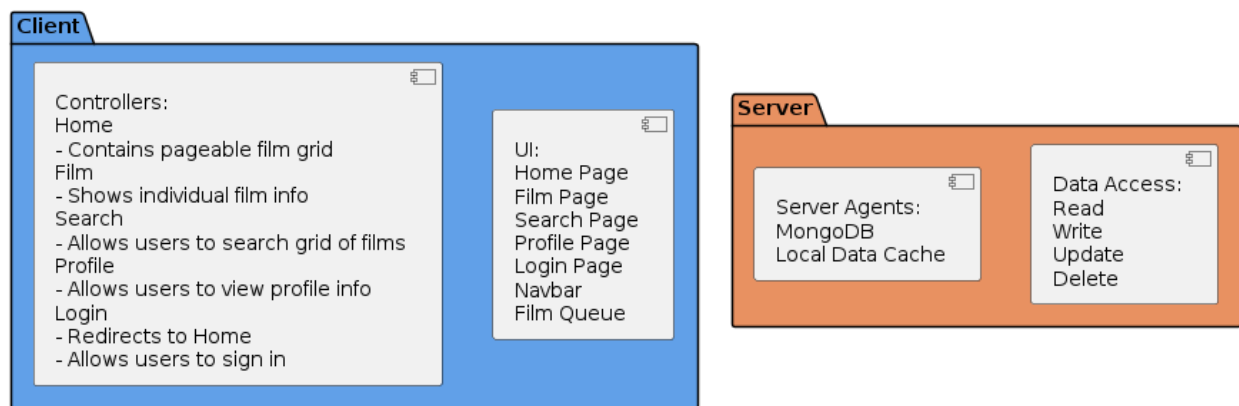 Client
Controllers:
Home
- Contains pageable film grid
Film
- Shows individual film info
Search
- Allows users to search grid of films
Profile
- Allows users to view profile info
Login
- Redirects to Home
- Allows users to sign in
UI:
Home Page
Film Page
Search Page
Profile Page
Login Page
Navbar
Film Queue
Server
Server Agents:
MongoDB
Local Data Cache
Data Access:
Read
Write
Update
Delete